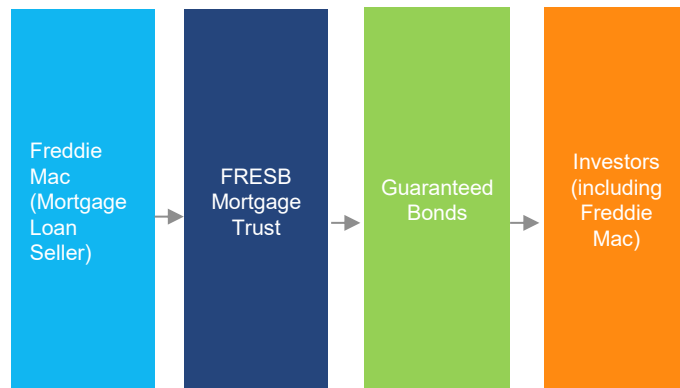 Freddie
Mac
(Mortgage
Loan
Seller)
FRESB
Mortgage
Trust
Guaranteed
Bonds
Investors
(including
Freddie
Mac)